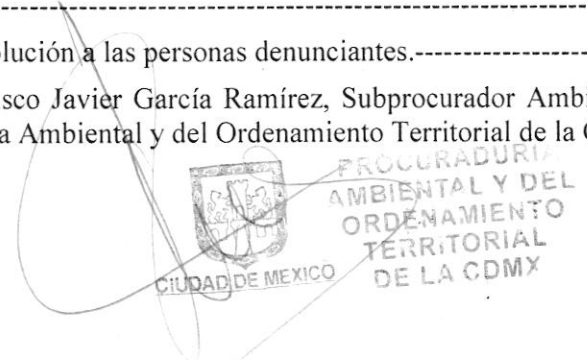 lución a las personas denunciantes.--------------------
sco Javier García Ramírez, Subprocurador Ambi
a Ambiental y del Ordenamiento Territorial de la C
PROCURADURIA
AMBIENTAL Y DEL
ORDENAMIENTO
TERRITORIAL
DE LA CDMX
CIUDAD DE MEXICO